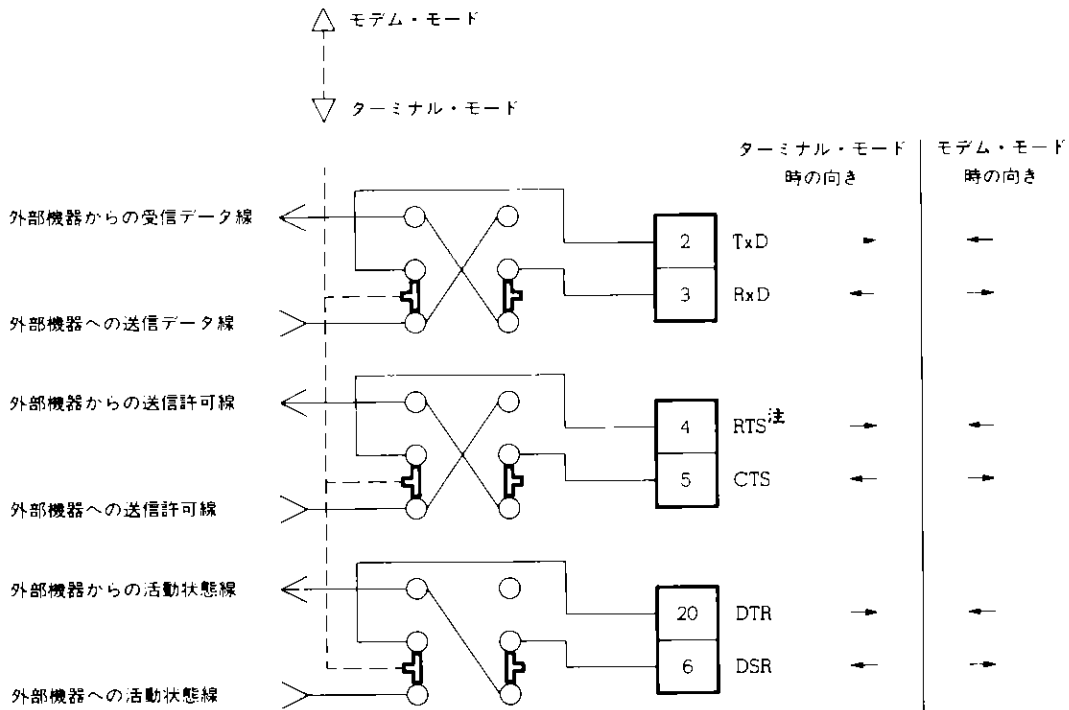 モデム・モード
ターミナル・モード
ターミナル・モード
時の向き
モデム・モード
時の向き
外部機器からの受信データ線
2 TxD
3 RxD
外部機器への送信データ線
外部機器からの送信許可線
4 RTS注
5 CTS
外部機器への送信許可線
外部機器からの活動状態線
20 DTR
6 DSR
外部機器への活動状態線